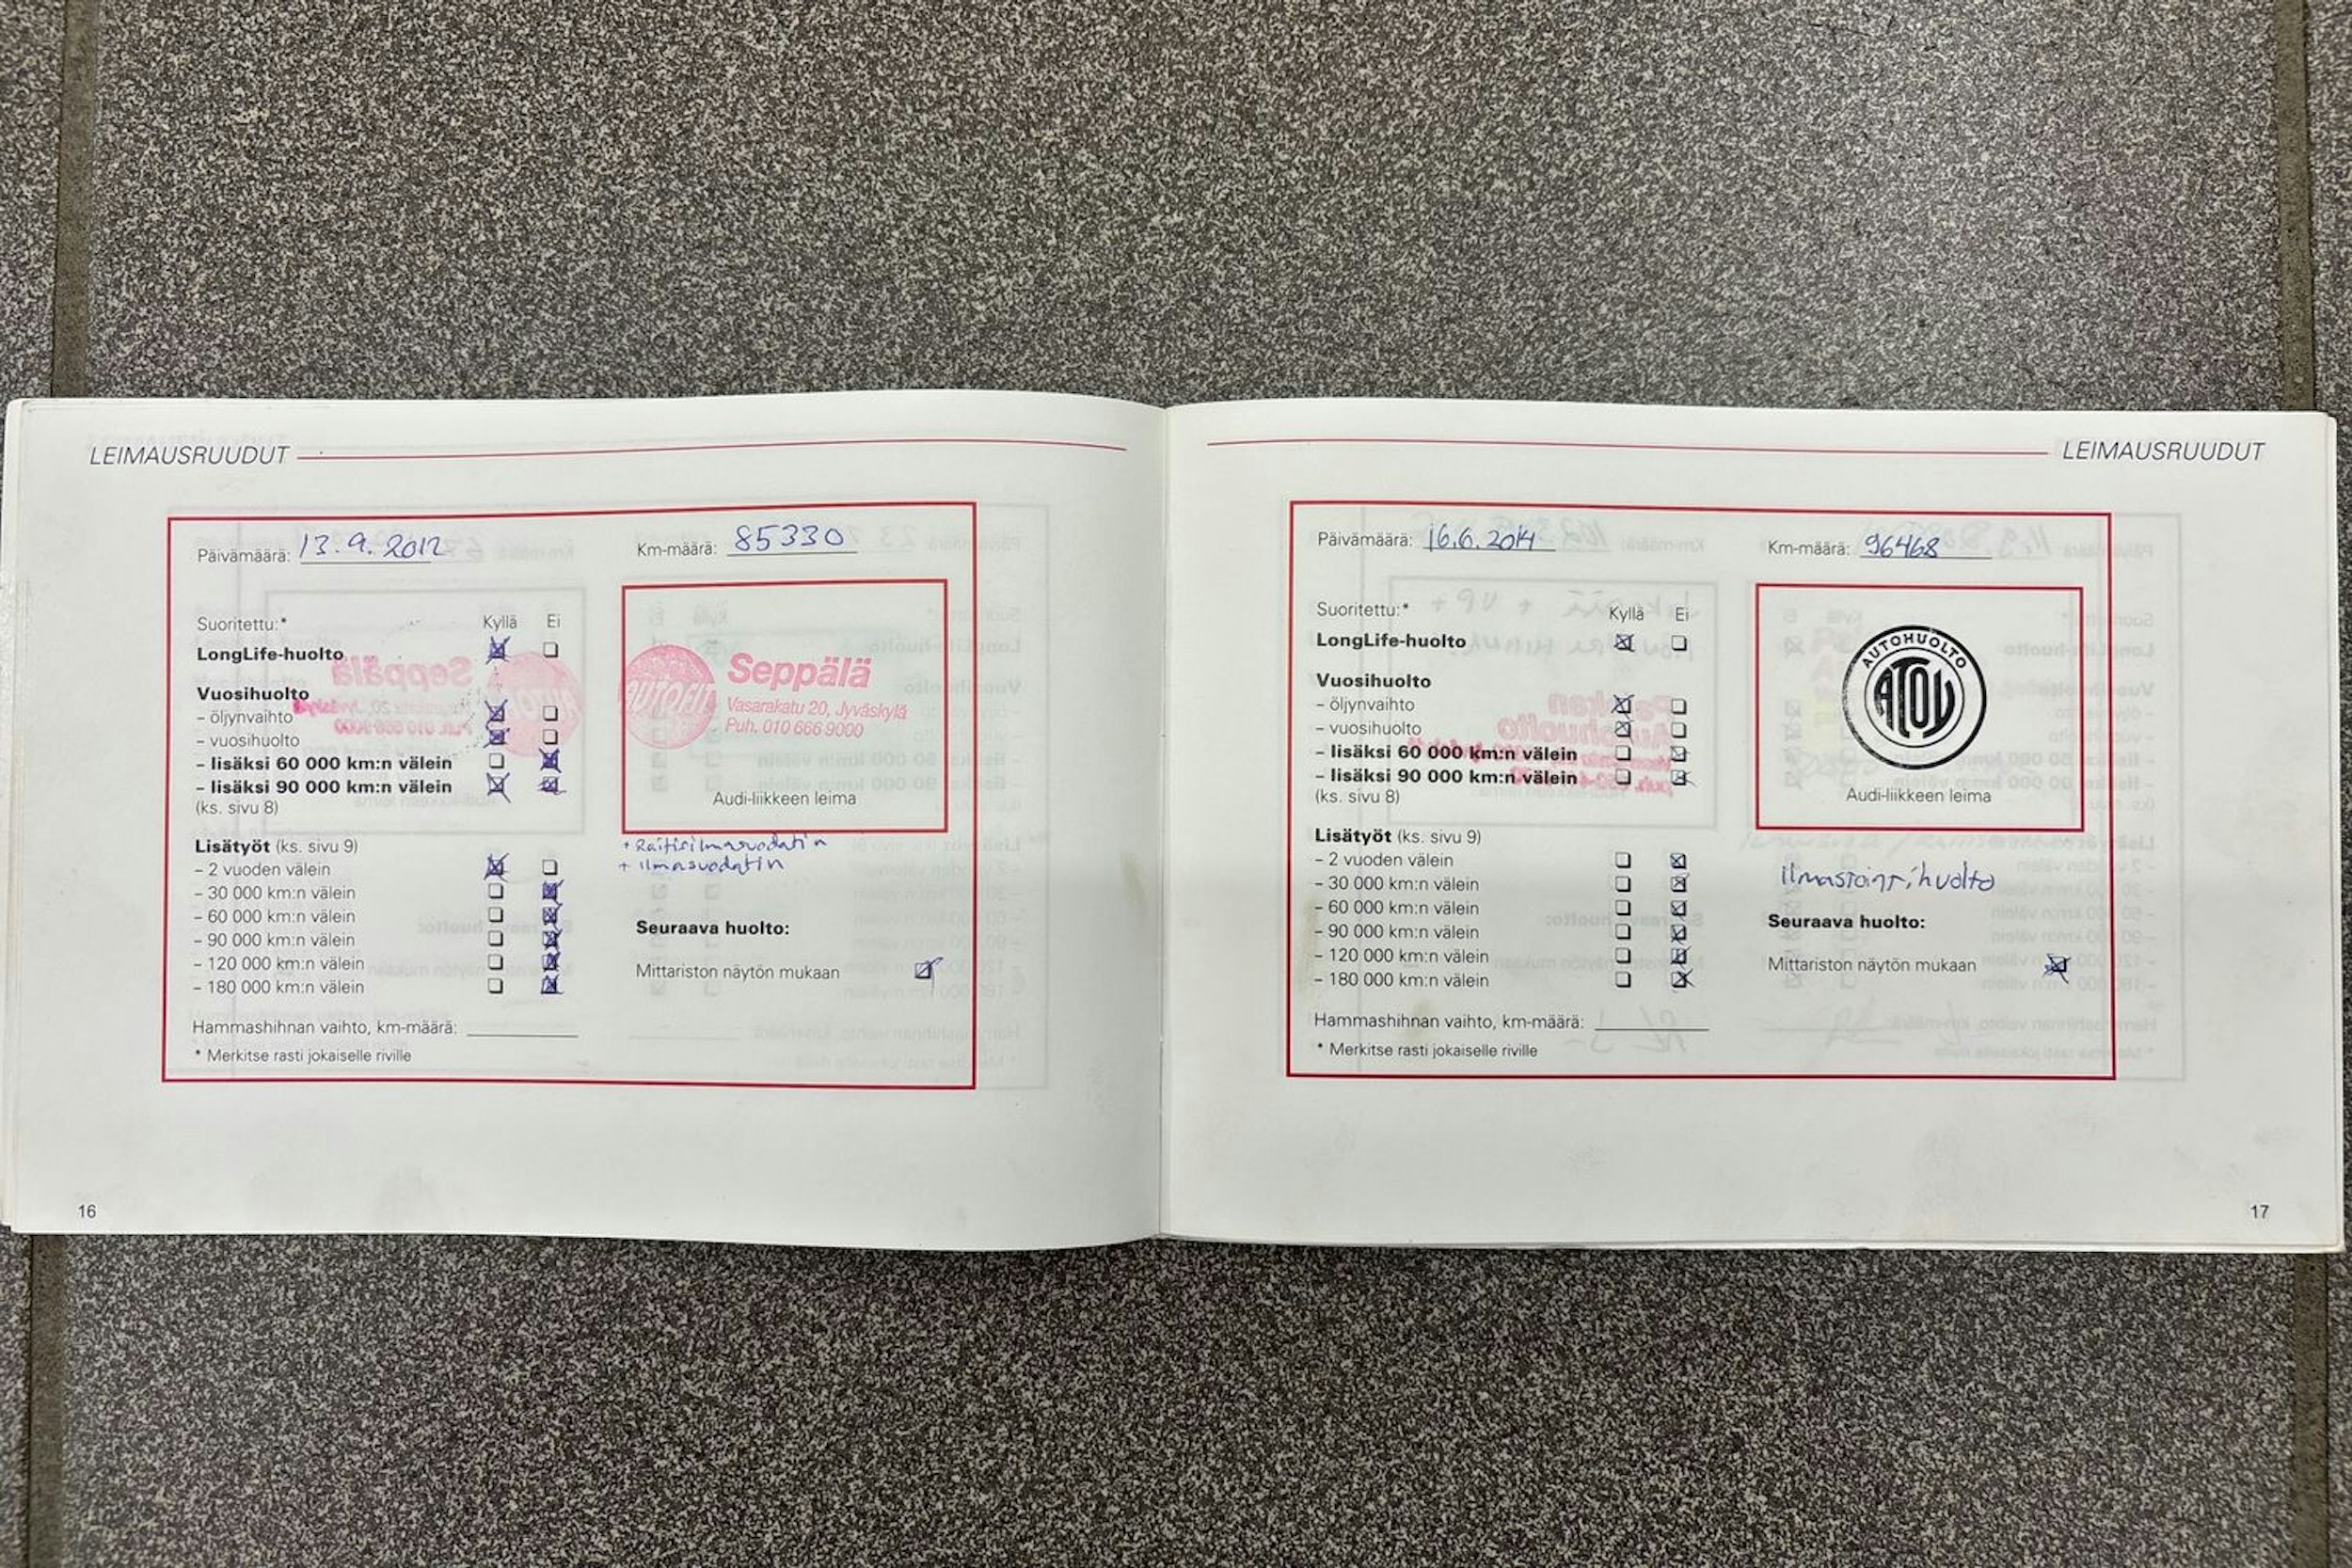 LEIMAUSRUUDUT
Päivämäärä: 13.9.2012 Km-määrä: 85330
Suoritettu:* Kyllä Ei
LongLife-huolto
Vuosihuolto
- öljynvaihto
- vuosihuolto
- lisäksi 60 000 km:n välein
- lisäksi 90 000 km:n välein
(ks. sivu 8)
Lisätyöt (ks. sivu 9)
- 2 vuoden välein
- 30 000 km:n välein
- 60 000 km:n välein
- 90 000 km:n välein
- 120 000 km:n välein
- 180 000 km:n välein
Hammashihnan vaihto, km-määrä:
* Merkitse rasti jokaiselle riville
AUTOFIT
Seppälä
Vasarakatu 20, Jyväskylä
Puh. 010 666 9000
Audi-liikkeen leima
+ Raitisilmasuodatin
+ ilmasuodatin
Seuraava huolto:
Mittariston näytön mukaan
16
LEIMAUSRUUDUT
Päivämäärä: 16.6.2014 Km-määrä: 96468
Suoritettu:* Kyllä Ei
LongLife-huolto
Vuosihuolto
- öljynvaihto
- vuosihuolto
- lisäksi 60 000 km:n välein
- lisäksi 90 000 km:n välein
(ks. sivu 8)
Lisätyöt (ks. sivu 9)
- 2 vuoden välein
- 30 000 km:n välein
- 60 000 km:n välein
- 90 000 km:n välein
- 120 000 km:n välein
- 180 000 km:n välein
Hammashihnan vaihto, km-määrä:
* Merkitse rasti jokaiselle riville
AUTOHUOLTO
ATOY
Audi-liikkeen leima
Ilmastointihuolto
Seuraava huolto:
Mittariston näytön mukaan
17